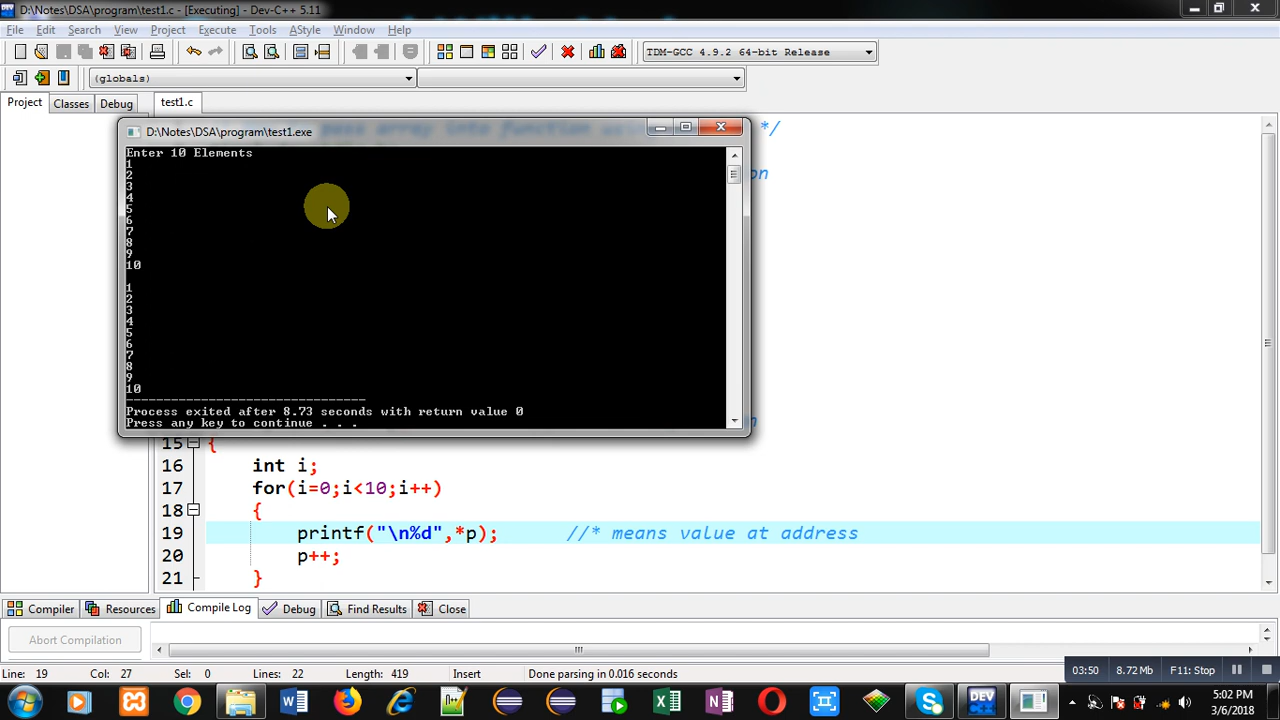 D:\Notes\DSA\program\test1.c - [Executing] - Dev-C++ 5.11
File Edit Search View Project Execute Tools AStyle Window Help
TDM-GCC 4.9.2 64-bit Release
(globals)
Project Classes Debug test1.c
*/
D:\Notes\DSA\program\test1.exe
Enter 10 Elements
1
2
3
4
5
6
7
8
9
10
1
2
3
4
5
6
7
8
9
10
--------------------------------
Process exited after 8.73 seconds with return value 0
Press any key to continue . . .
15 {
16 int i;
17 for(i=0;i<10;i++)
18 {
19 printf("\n%d",*p); //* means value at address
20 p++;
21 }
Compiler Resources Compile Log Debug Find Results Close
Abort Compilation
Line: 19 Col: 27 Sel: 0 Lines: 22 Length: 419 Insert Done parsing in 0.016 seconds
03:50 8.72 Mb F11: Stop
5:02 PM
3/6/2018